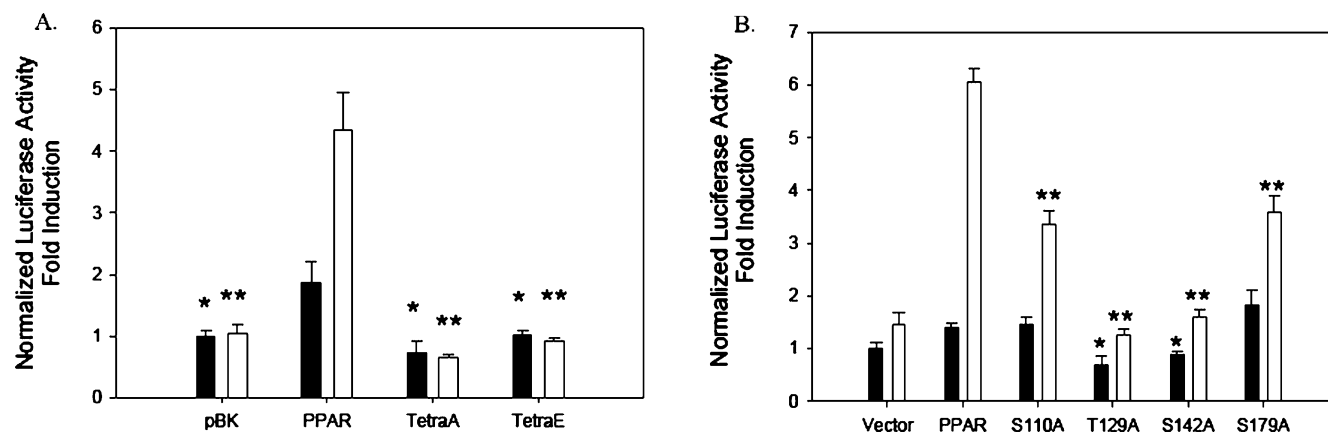 A.
Normalized Luciferase Activity
Fold Induction
6
5
4
3
2
1
0
* **
* **
* **
pBK PPAR TetraA TetraE
B.
Normalized Luciferase Activity
Fold Induction
7
6
5
4
3
2
1
0
**
* **
* **
**
Vector PPAR S110A T129A S142A S179A